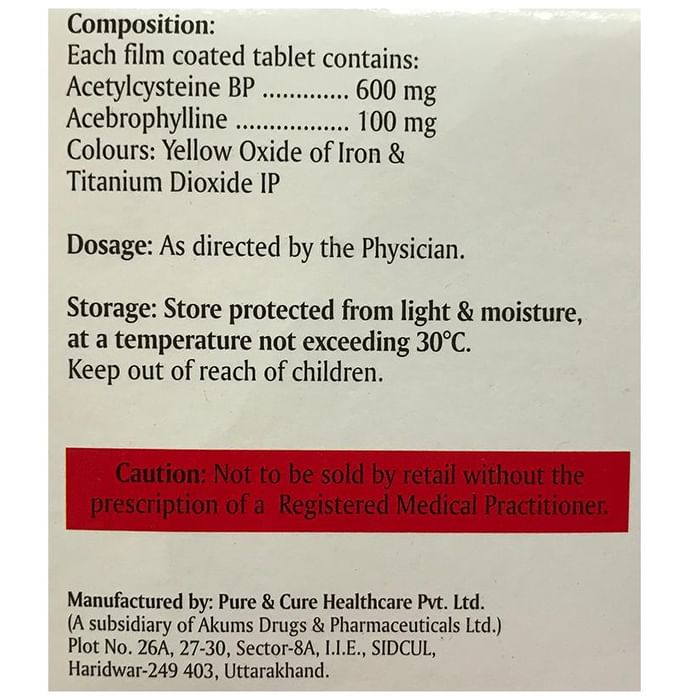 Composition:
Each film coated tablet contains:
Acetylcysteine BP ............. 600 mg
Acebrophylline .................. 100 mg
Colours: Yellow Oxide of Iron &
Titanium Dioxide IP
Dosage: As directed by the Physician.
Storage: Store protected from light & moisture,
at a temperature not exceeding 30°C.
Keep out of reach of children.
Caution: Not to be sold by retail without the
prescription of a Registered Medical Practitioner.
Manufactured by: Pure & Cure Healthcare Pvt. Ltd.
(A subsidiary of Akums Drugs & Pharmaceuticals Ltd.)
Plot No. 26A, 27-30, Sector-8A, I.I.E., SIDCUL,
Haridwar-249 403, Uttarakhand.